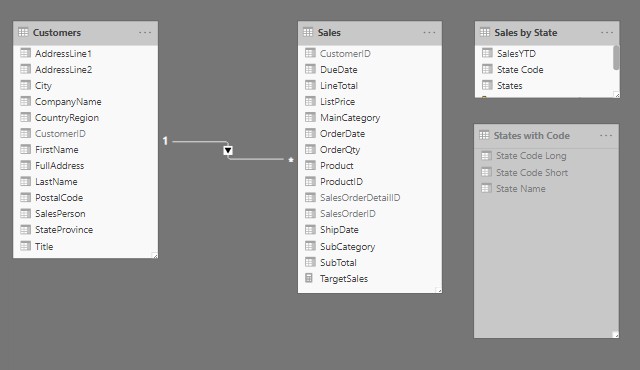 Customers ...
AddressLine1
AddressLine2
City
CompanyName
CountryRegion
CustomerID
FirstName
FullAddress
LastName
PostalCode
SalesPerson
StateProvince
Title
1
*
Sales ...
CustomerID
DueDate
LineTotal
ListPrice
MainCategory
OrderDate
OrderQty
Product
ProductID
SalesOrderDetailID
SalesOrderID
ShipDate
SubCategory
SubTotal
TargetSales
Sales by State ...
SalesYTD
State Code
States
States with Code ...
State Code Long
State Code Short
State Name